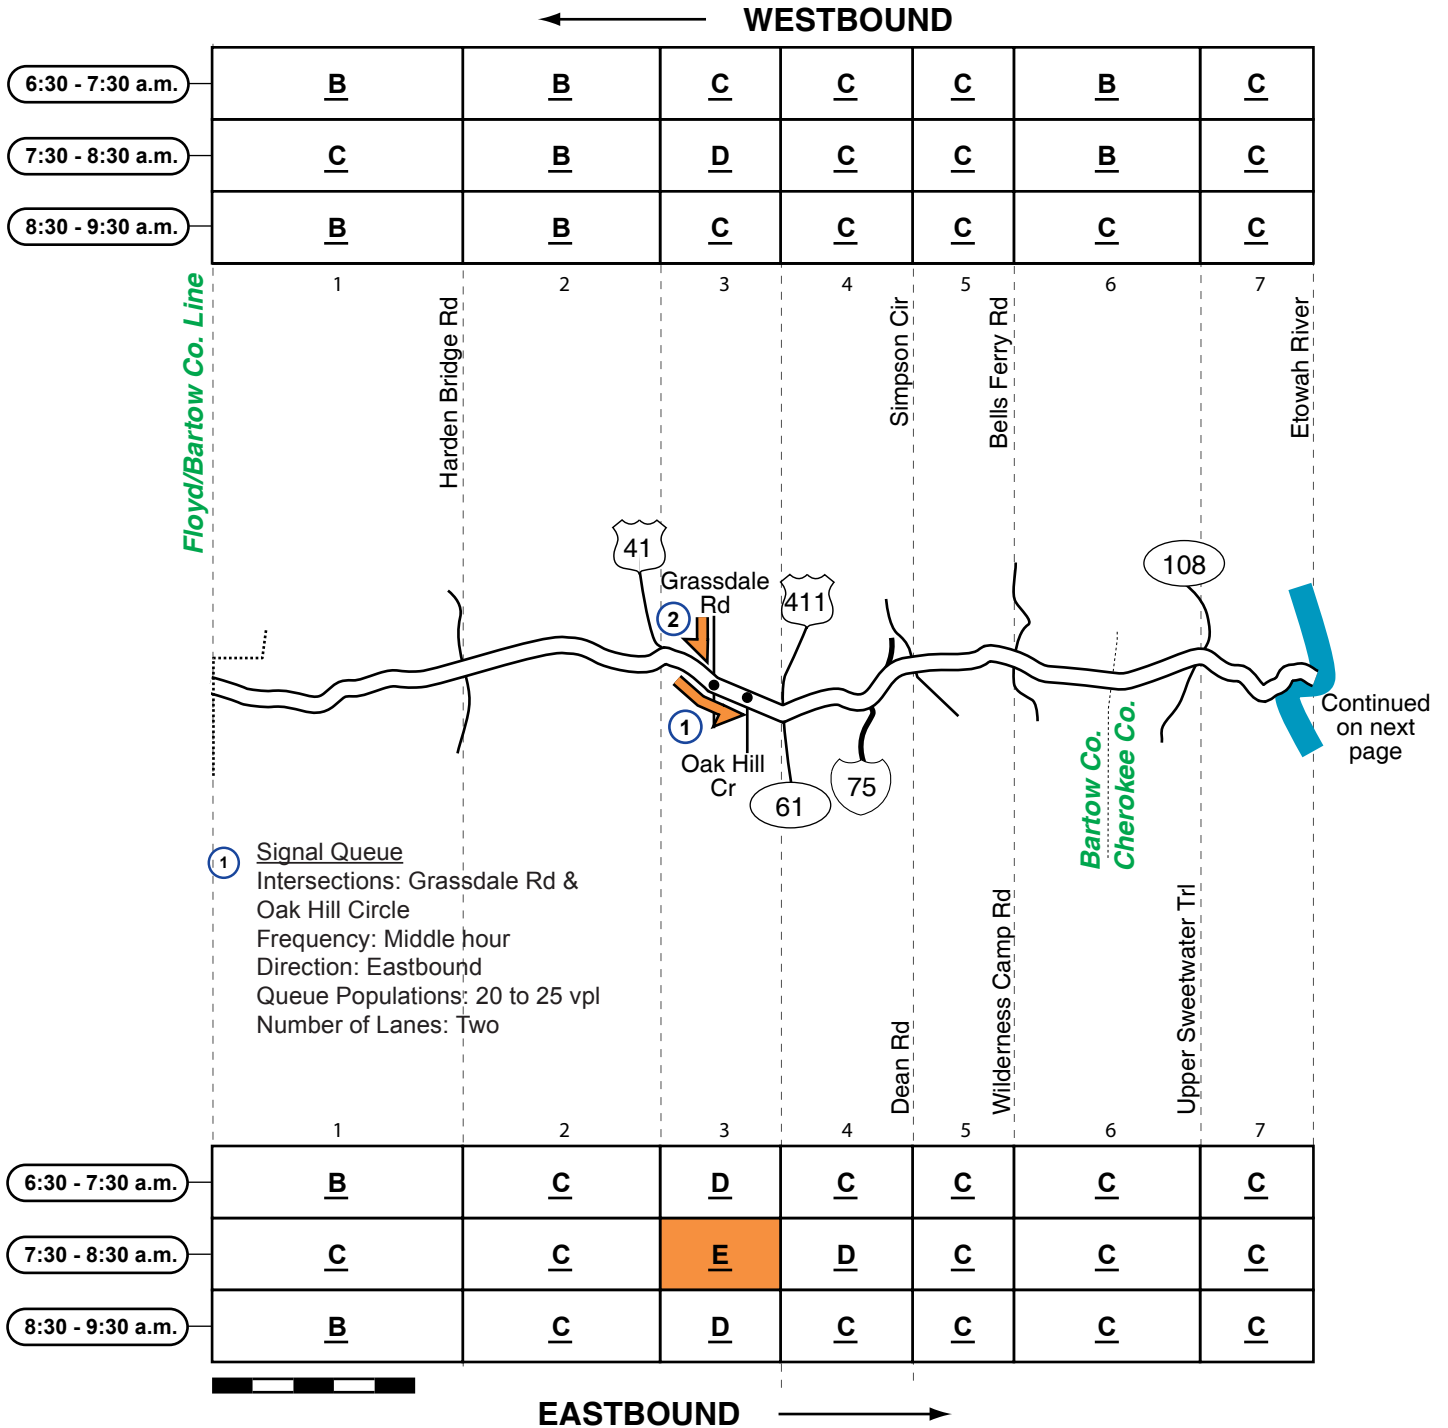 WESTBOUND
6:30 - 7:30 a.m. B B C C C B C
7:30 - 8:30 a.m. C B D C C B C
8:30 - 9:30 a.m. B B C C C C C
1 2 3 4 5 6 7
Floyd/Bartow Co. Line
Harden Bridge Rd
Simpson Cir
Bells Ferry Rd
Etowah River
41
Grassdale
Rd
2
411
108
1
Oak Hill
Cr
61
75
Continued
on next
page
Bartow Co.
Cherokee Co.
1 Signal Queue
Intersections: Grassdale Rd &
Oak Hill Circle
Frequency: Middle hour
Direction: Eastbound
Queue Populations: 20 to 25 vpl
Number of Lanes: Two
Dean Rd
Wilderness Camp Rd
Upper Sweetwater Trl
1 2 3 4 5 6 7
6:30 - 7:30 a.m. B C D C C C C
7:30 - 8:30 a.m. C C E D C C C
8:30 - 9:30 a.m. B C D C C C C
EASTBOUND